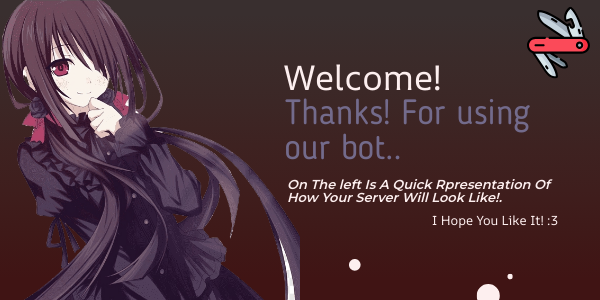 Welcome!
Thanks! For using
our bot..
On The left Is A Quick Rpresentation Of
How Your Server Will Look Like!.
I Hope You Like It! :3